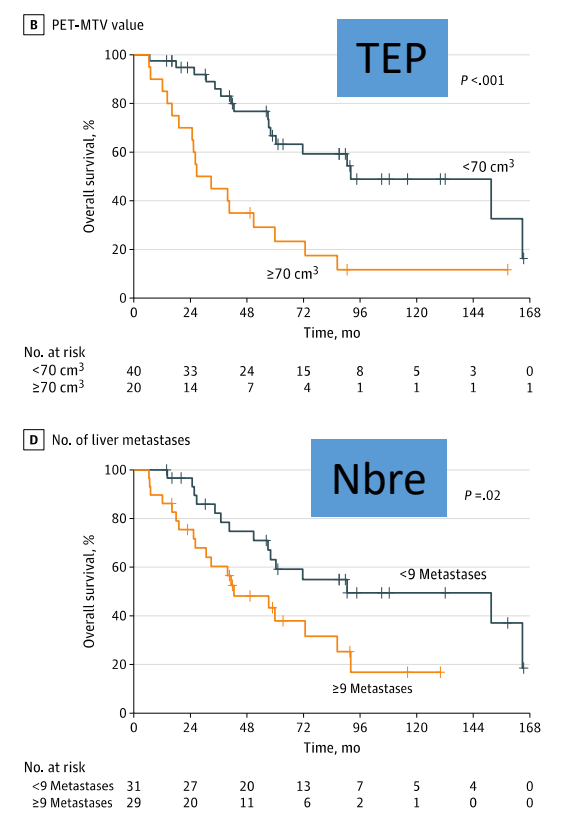 B PET-MTV value
TEP
P <.001
100
80
60
40
20
0
Overall survival, %
<70 cm³
≥70 cm³
0 24 48 72 96 120 144 168
Time, mo
No. at risk
<70 cm³ 40 33 24 15 8 5 3 0
≥70 cm³ 20 14 7 4 1 1 1 1
D No. of liver metastases
Nbre
P =.02
100
80
60
40
20
0
Overall survival, %
<9 Metastases
≥9 Metastases
0 24 48 72 96 120 144 168
Time, mo
No. at risk
<9 Metastases 31 27 20 13 7 5 4 0
≥9 Metastases 29 20 11 6 2 1 0 0